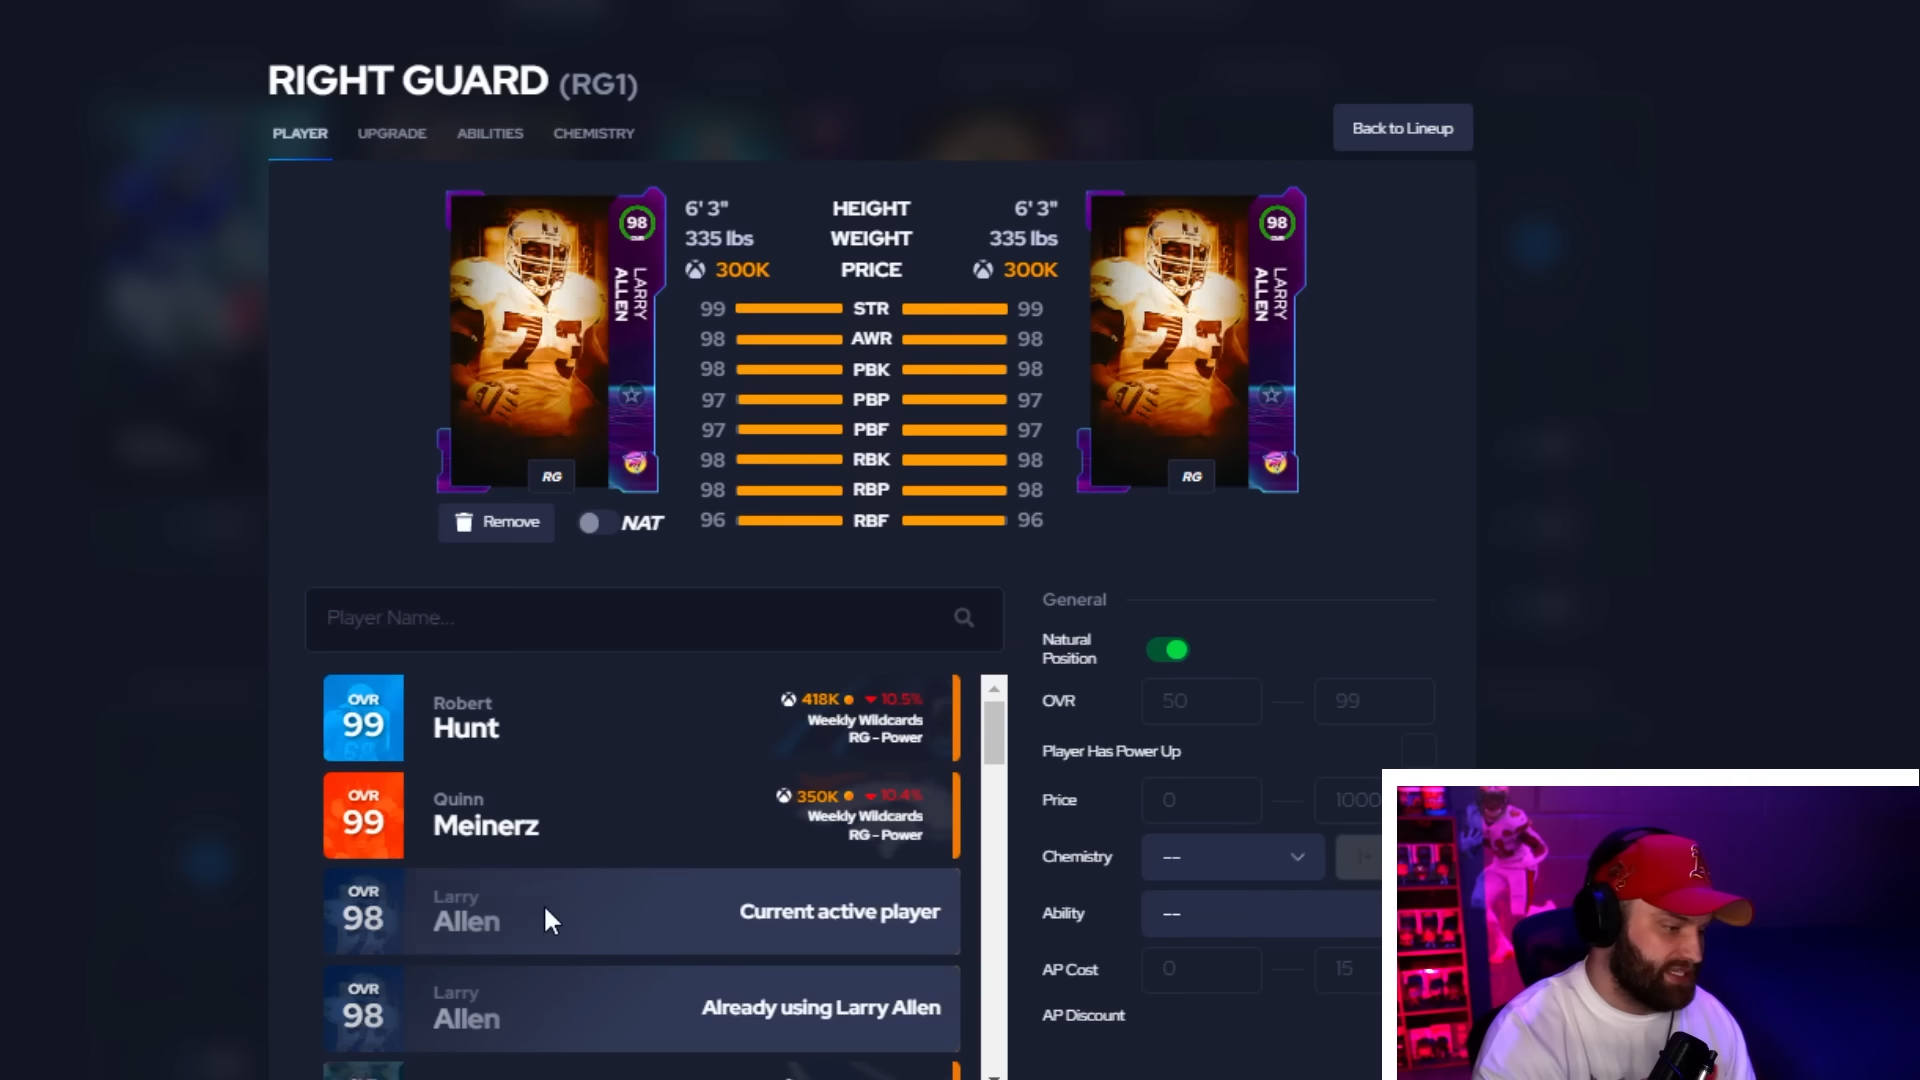 RIGHT GUARD (RG1)
PLAYER UPGRADE ABILITIES CHEMISTRY
Back to Lineup
98
LARRY ALLEN
75
RG
6' 3" HEIGHT 6' 3"
335 lbs WEIGHT 335 lbs
300K PRICE 300K
99 STR 99
98 AWR 98
98 PBK 98
97 PBP 97
97 PBF 97
98 RBK 98
98 RBP 98
96 RBF 96
98
LARRY ALLEN
75
RG
Remove NAT
Player Name...
OVR 99
Robert Hunt
418K 10.5%
Weekly Wildcards
RG - Power
OVR 99
Quinn Meinerz
350K 10.4%
Weekly Wildcards
RG - Power
OVR 98
Larry Allen
Current active player
OVR 98
Larry Allen
Already using Larry Allen
General
Natural Position
OVR 50 99
Player Has Power Up
Price 0 1000
Chemistry --
Ability --
AP Cost 0 15
AP Discount